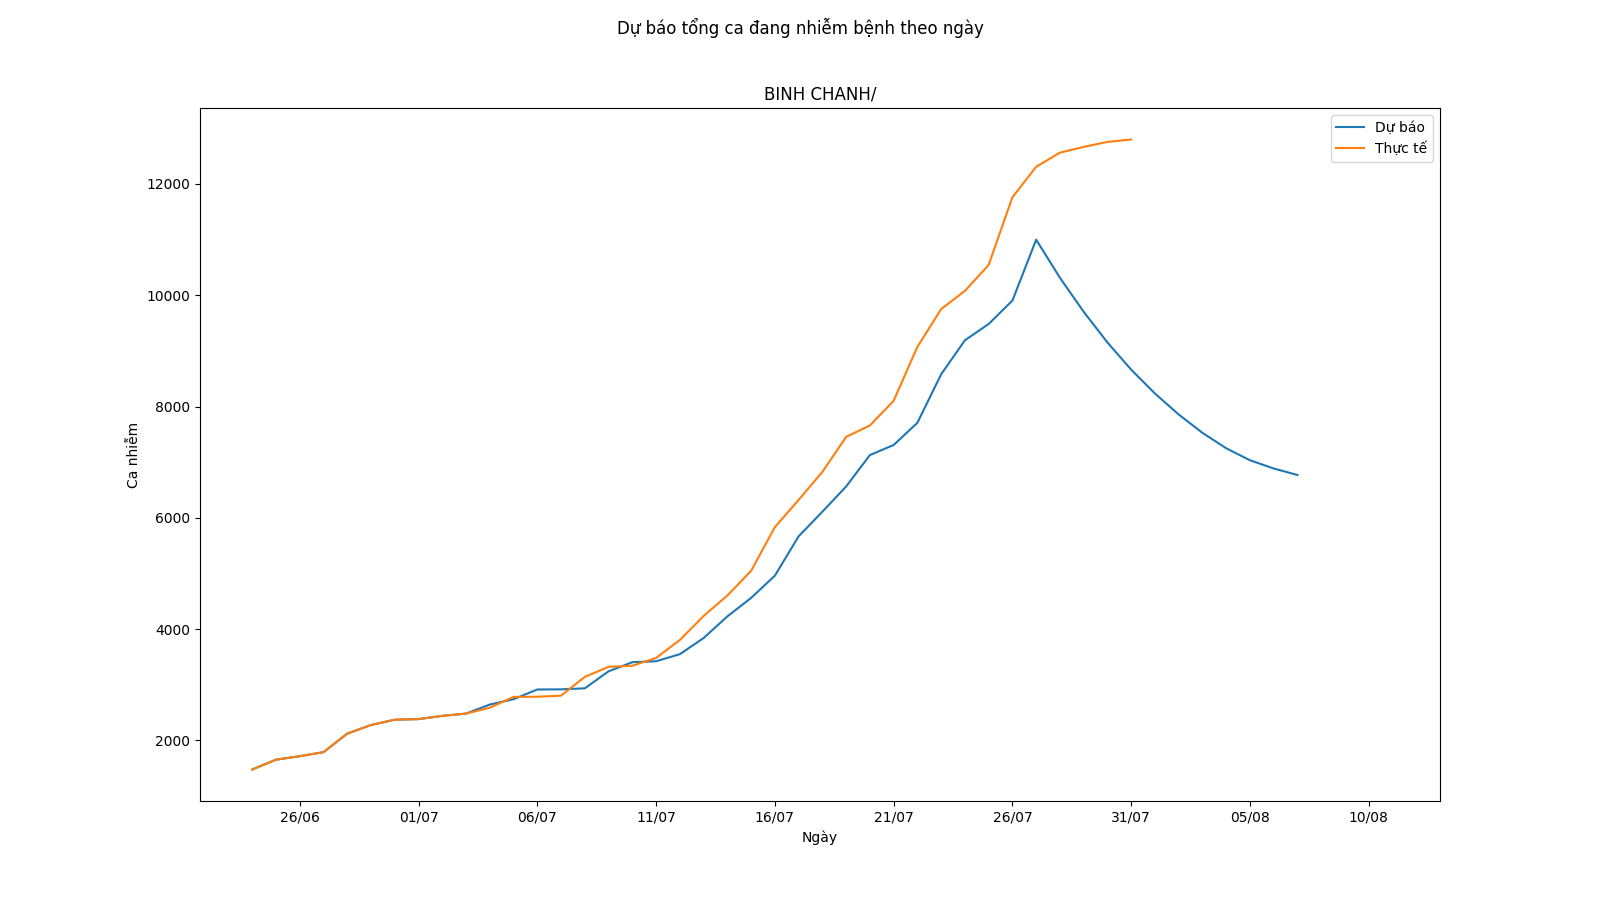 Dự báo tổng ca đang nhiễm bệnh theo ngày
BINH CHANH/
Dự báo
Thực tế
12000
10000
8000
6000
4000
2000
Ca nhiễm
26/06 01/07 06/07 11/07 16/07 21/07 26/07 31/07 05/08 10/08
Ngày